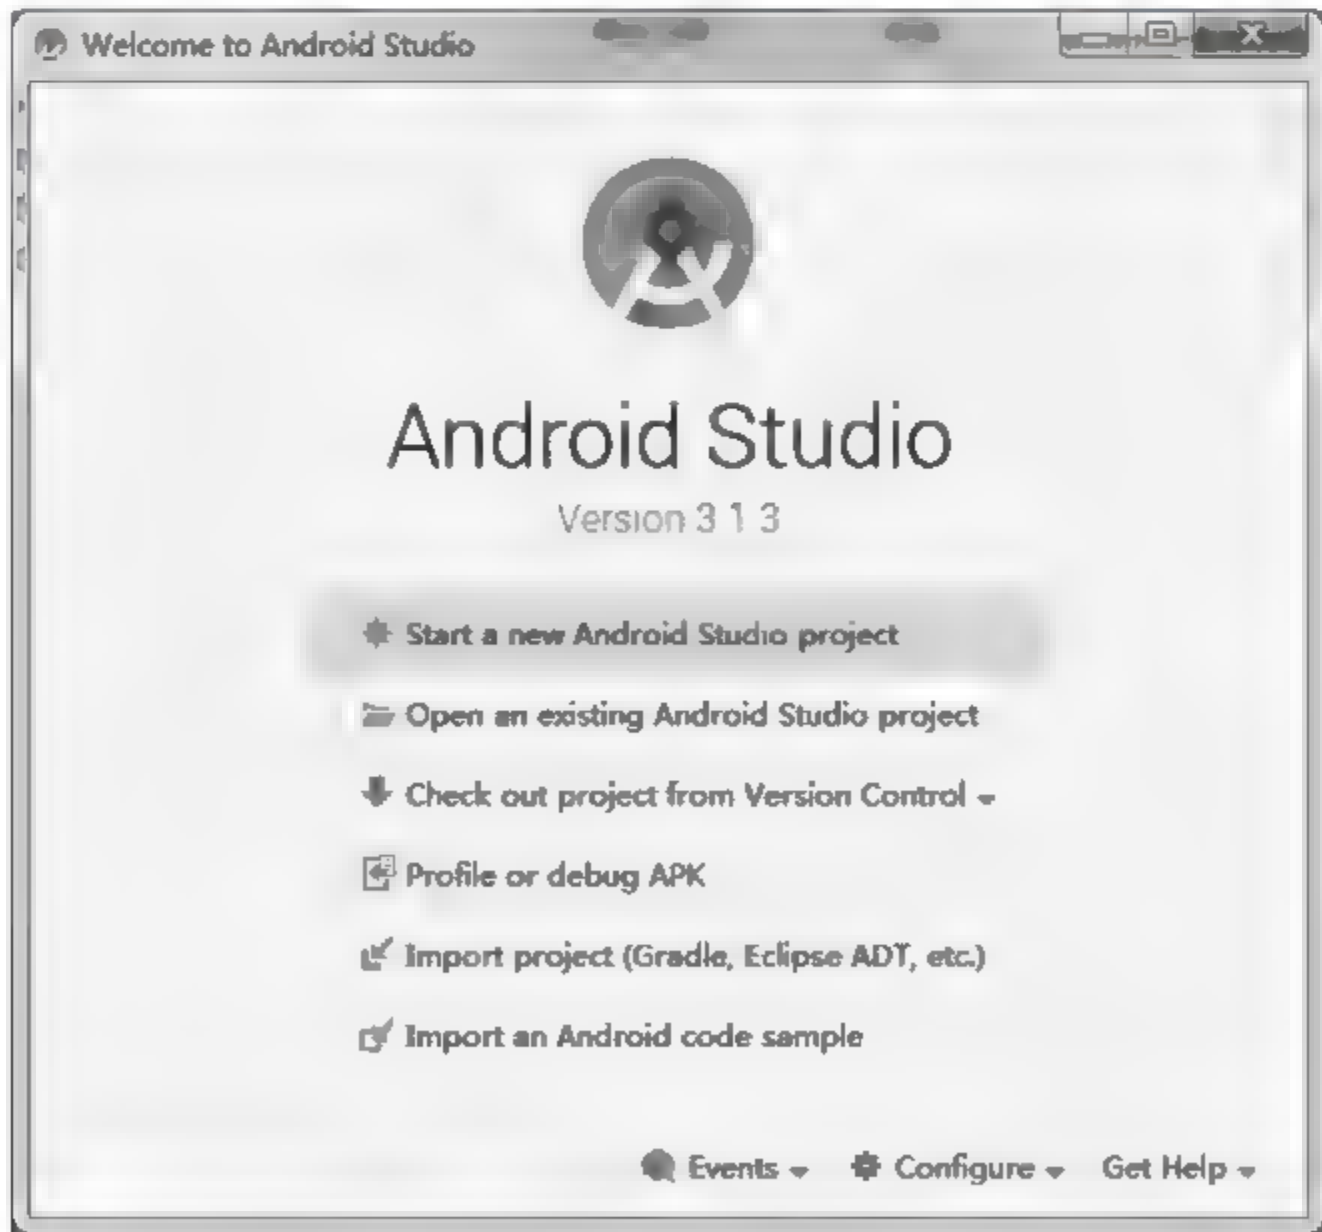 Welcome to Android Studio
Android Studio
Version 3 1 3
Start a new Android Studio project
Open an existing Android Studio project
Check out project from Version Control
Profile or debug APK
Import project (Gradle, Eclipse ADT, etc.)
Import an Android code sample
Events Configure Get Help